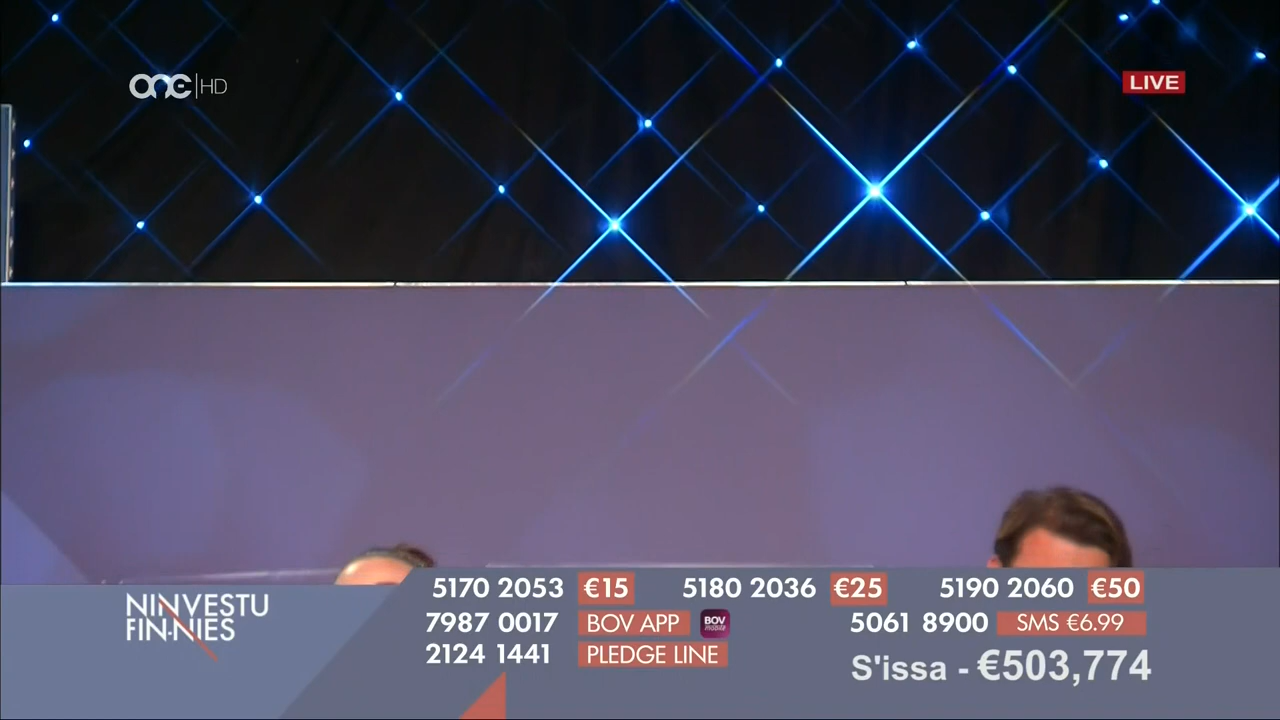 one|HD
LIVE
5170 2053 €15 5180 2036 €25 5190 2060 €50
NINVESTU
FIN-NIES
7987 0017 BOV APP BOV mobile 5061 8900 SMS €6.99
2124 1441 PLEDGE LINE
S'issa - €503,774